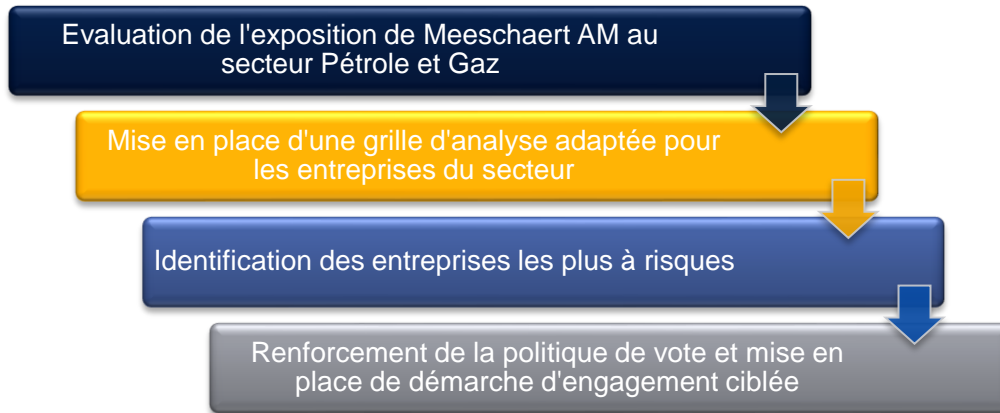 Evaluation de l'exposition de Meeschaert AM au
secteur Pétrole et Gaz
Mise en place d'une grille d'analyse adaptée pour
les entreprises du secteur
Identification des entreprises les plus à risques
Renforcement de la politique de vote et mise en
place de démarche d'engagement ciblée